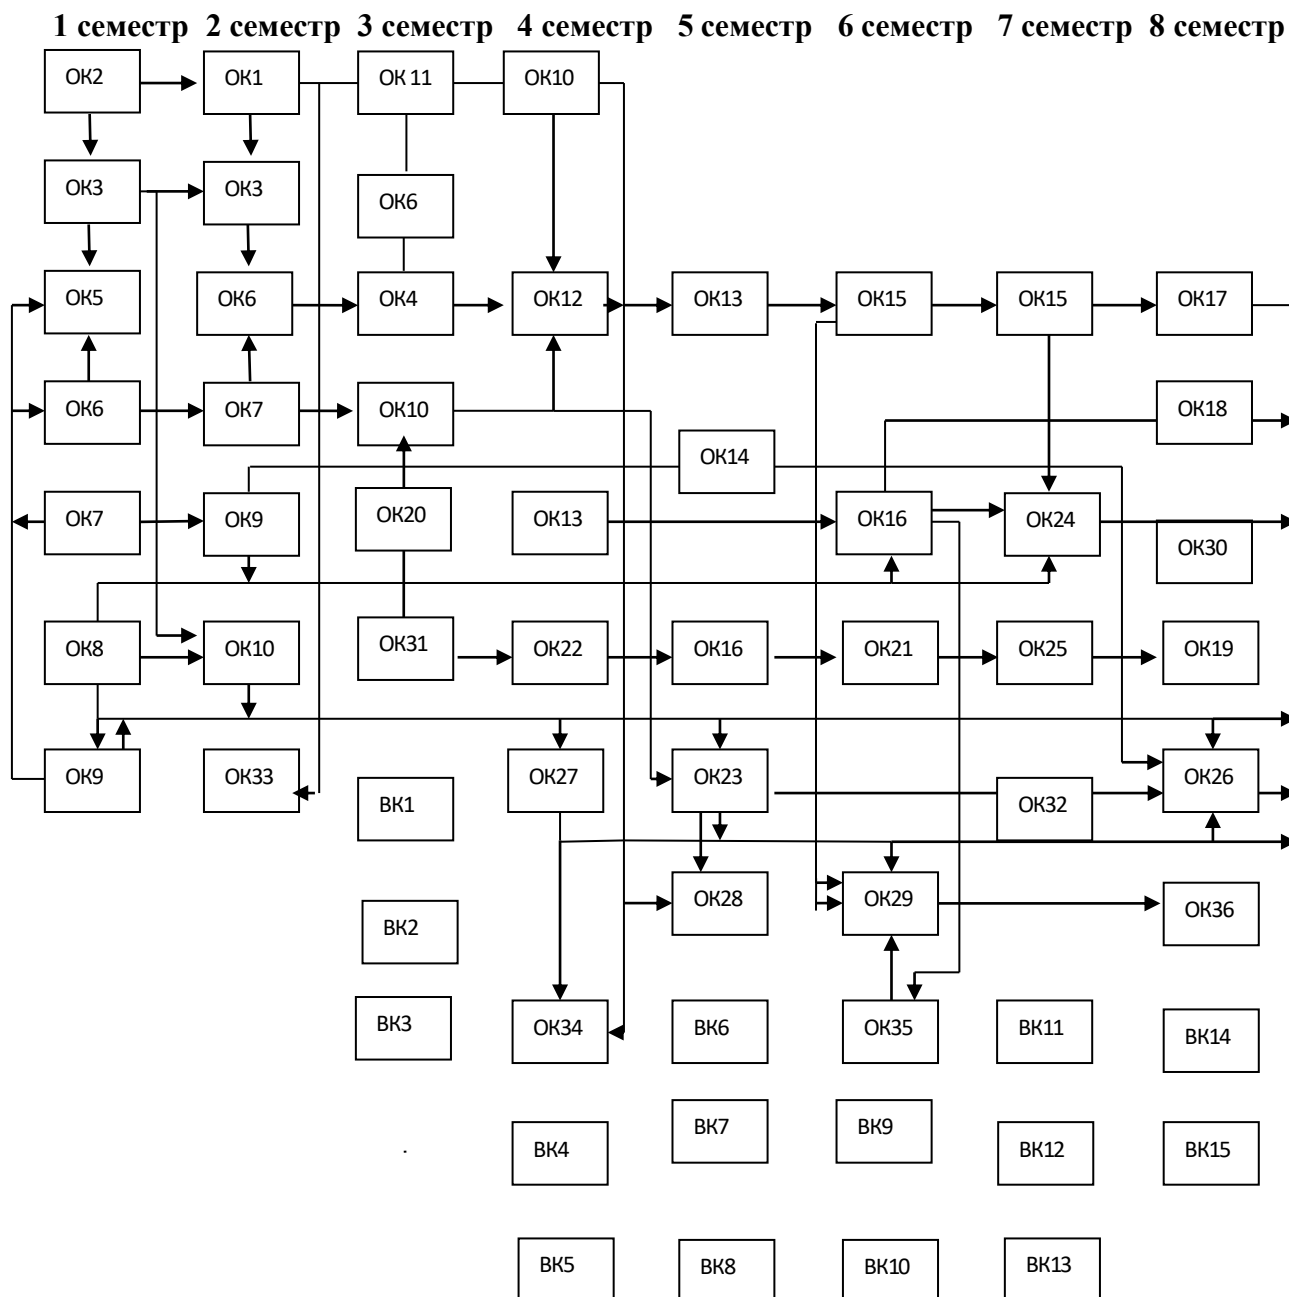 1 семестр 2 семестр 3 семестр 4 семестр 5 семестр 6 семестр 7 семестр 8 семестр
ОК2 ОК1 ОК 11 ОК10
ОК3 ОК3 ОК6
ОК5 ОК6 ОК4 ОК12 ОК13 ОК15 ОК15 ОК17
ОК6 ОК7 ОК10 ОК18
ОК14
ОК7 ОК9 ОК20 ОК13 ОК16 ОК24 ОК30
ОК8 ОК10 ОК31 ОК22 ОК16 ОК21 ОК25 ОК19
ОК9 ОК33 ВК1 ОК27 ОК23 ОК32 ОК26
ВК2 ОК28 ОК29 ОК36
ВК3 ОК34 ВК6 ОК35 ВК11 ВК14
ВК4 ВК7 ВК9 ВК12 ВК15
.
ВК5 ВК8 ВК10 ВК13